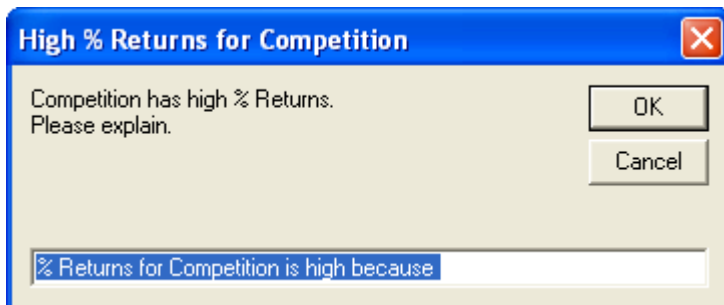 High % Returns for Competition
Competition has high % Returns.
Please explain.
OK
Cancel
% Returns for Competition is high because